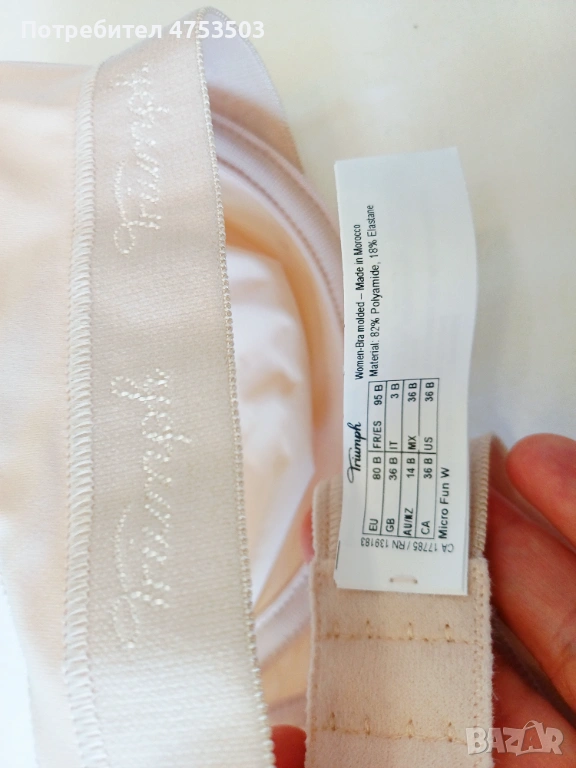 Потребител 4753503
Triumph
Triumph
Women-Bra molded – Made in Morocco
Material: 82% Polyamide, 18% Elastane
Triumph
EU 80 B FR/ES 95 B
GB 36 B IT 3 B
AU/NZ 14 B MX 36 B
CA 36 B US 36 B
Micro Fun W
CA 17785 / RN 139183
BAZAR